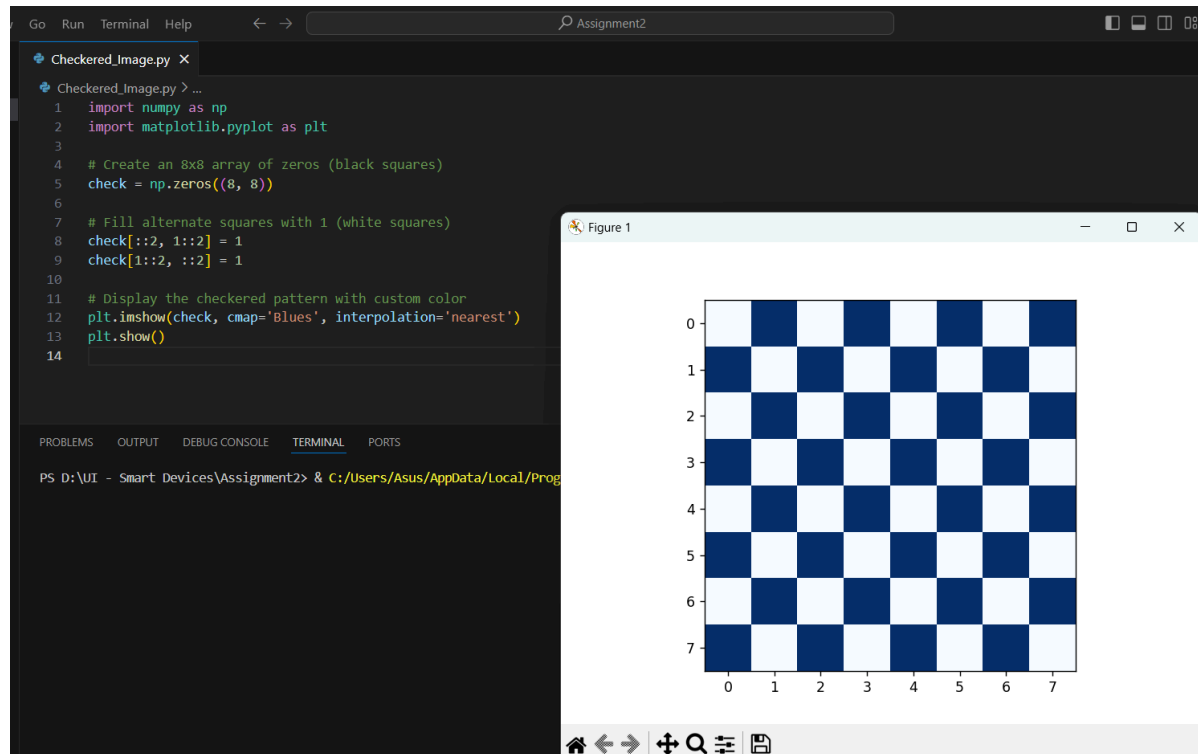 Go Run Terminal Help
Assignment2
Checkered_Image.py
Checkered_Image.py > ...
1 import numpy as np
2 import matplotlib.pyplot as plt
3
4 # Create an 8x8 array of zeros (black squares)
5 check = np.zeros((8, 8))
6
7 # Fill alternate squares with 1 (white squares)
8 check[::2, 1::2] = 1
9 check[1::2, ::2] = 1
10
11 # Display the checkered pattern with custom color
12 plt.imshow(check, cmap='Blues', interpolation='nearest')
13 plt.show()
14
PROBLEMS OUTPUT DEBUG CONSOLE TERMINAL PORTS
PS D:\UI - Smart Devices\Assignment2> & C:/Users/Asus/AppData/Local/Prog
Figure 1
0
1
2
3
4
5
6
7
0 1 2 3 4 5 6 7